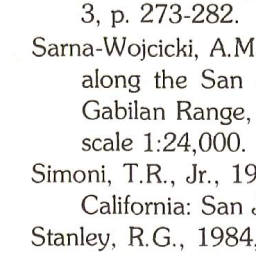 3, p. 273-282.
Sarna-Wojcicki, A.M
along the San
Gabilan Range,
scale 1:24,000.
Simoni, T.R., Jr., 19
California: San
Stanley, R.G., 1984,